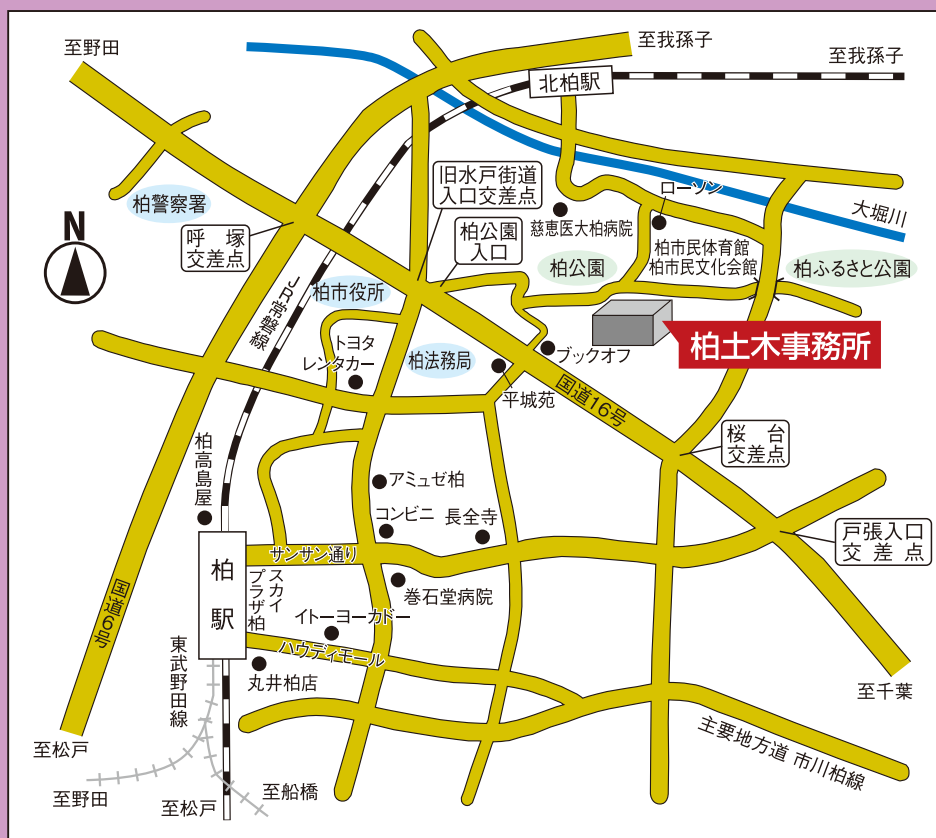 至野田
至我孫子
至我孫子
北柏駅
旧水戸街道
入口交差点
ローソン
柏警察署
大堀川
N
呼塚
交差点
柏公園
入口
慈恵医大柏病院
柏市民体育館
柏市民文化会館
柏公園
柏ふるさと公園
柏市役所
JR常磐線
トヨタ
レンタカー
柏法務局
ブックオフ
柏土木事務所
平城苑
国道16号
桜台
交差点
柏高島屋
アミュゼ柏
コンビニ
長全寺
戸張入口
交差点
サンサン通り
柏駅
スカイ
プラザ柏
巻石堂病院
国道6号
イトーヨーカドー
ハウディモール
東武野田線
丸井柏店
至千葉
主要地方道 市川柏線
至松戸
至野田
至松戸
至船橋